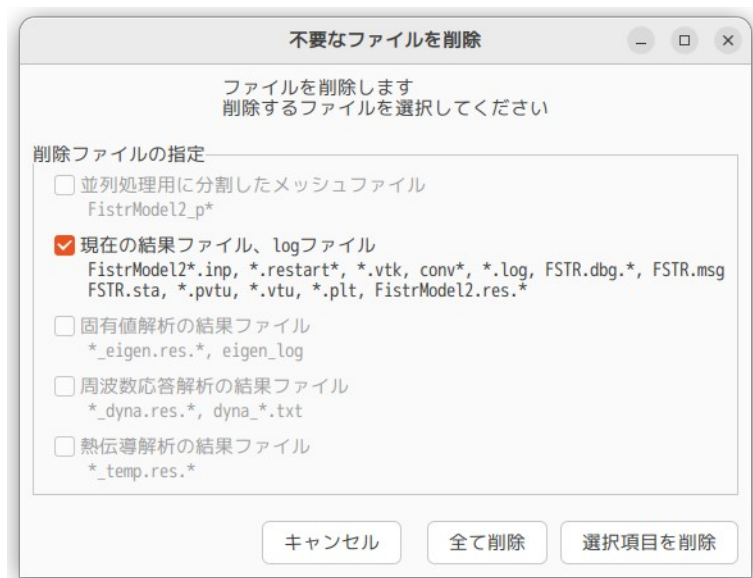 不要なファイルを削除
ファイルを削除します
削除するファイルを選択してください
削除ファイルの指定
並列処理用に分割したメッシュファイル
FistrModel2_p*
現在の結果ファイル、logファイル
FistrModel2*.inp, *.restart*, *.vtk, conv*, *.log, FSTR.dbg.*, FSTR.msg
FSTR.sta, *.pvtu, *.vtu, *.plt, FistrModel2.res.*
固有値解析の結果ファイル
*_eigen.res.*, eigen_log
周波数応答解析の結果ファイル
*_dyna.res.*, dyna_*.txt
熱伝導解析の結果ファイル
*_temp.res.*
キャンセル 全て削除 選択項目を削除